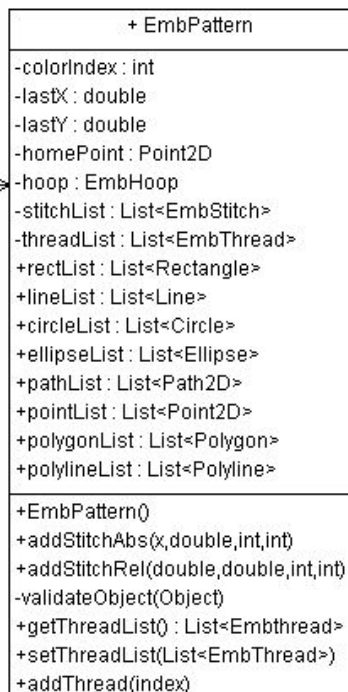 + EmbPattern
-colorIndex : int
-lastX : double
-lastY : double
-homePoint : Point2D
-hoop : EmbHoop
-stitchList : List<EmbStitch>
-threadList : List<EmbThread>
+rectList : List<Rectangle>
+lineList : List<Line>
+circleList : List<Circle>
+ellipseList : List<Ellipse>
+pathList : List<Path2D>
+pointList : List<Point2D>
+polygonList : List<Polygon>
+polylineList : List<Polyline>
+EmbPattern()
+addStitchAbs(x,double,int,int)
+addStitchRel(double,double,int,int)
-validateObject(Object)
+getThreadList() : List<Embthread>
+setThreadList(List<EmbThread>)
+addThread(index)